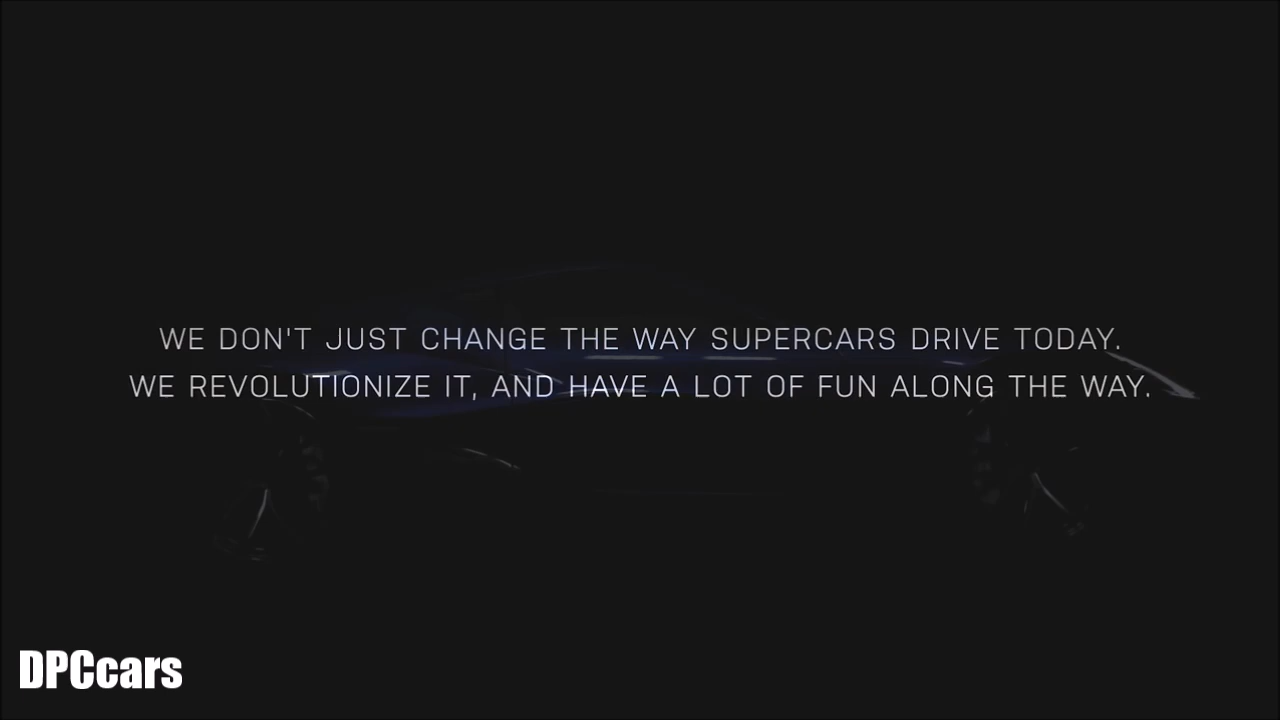 WE DON'T JUST CHANGE THE WAY SUPERCARS DRIVE TODAY.
WE REVOLUTIONIZE IT, AND HAVE A LOT OF FUN ALONG THE WAY.
DPCcars